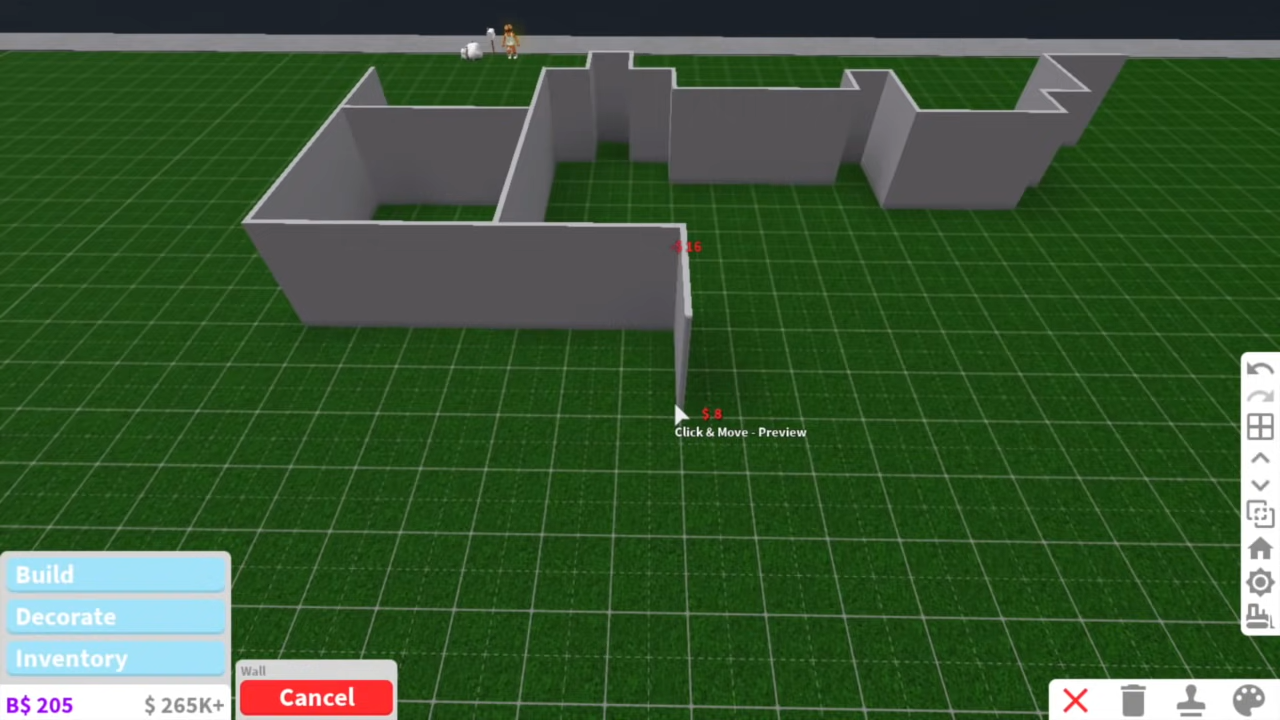 $ 16
$ 8
Click & Move - Preview
Build
Decorate
Inventory
Wall
Cancel
B$ 205
$ 265K+